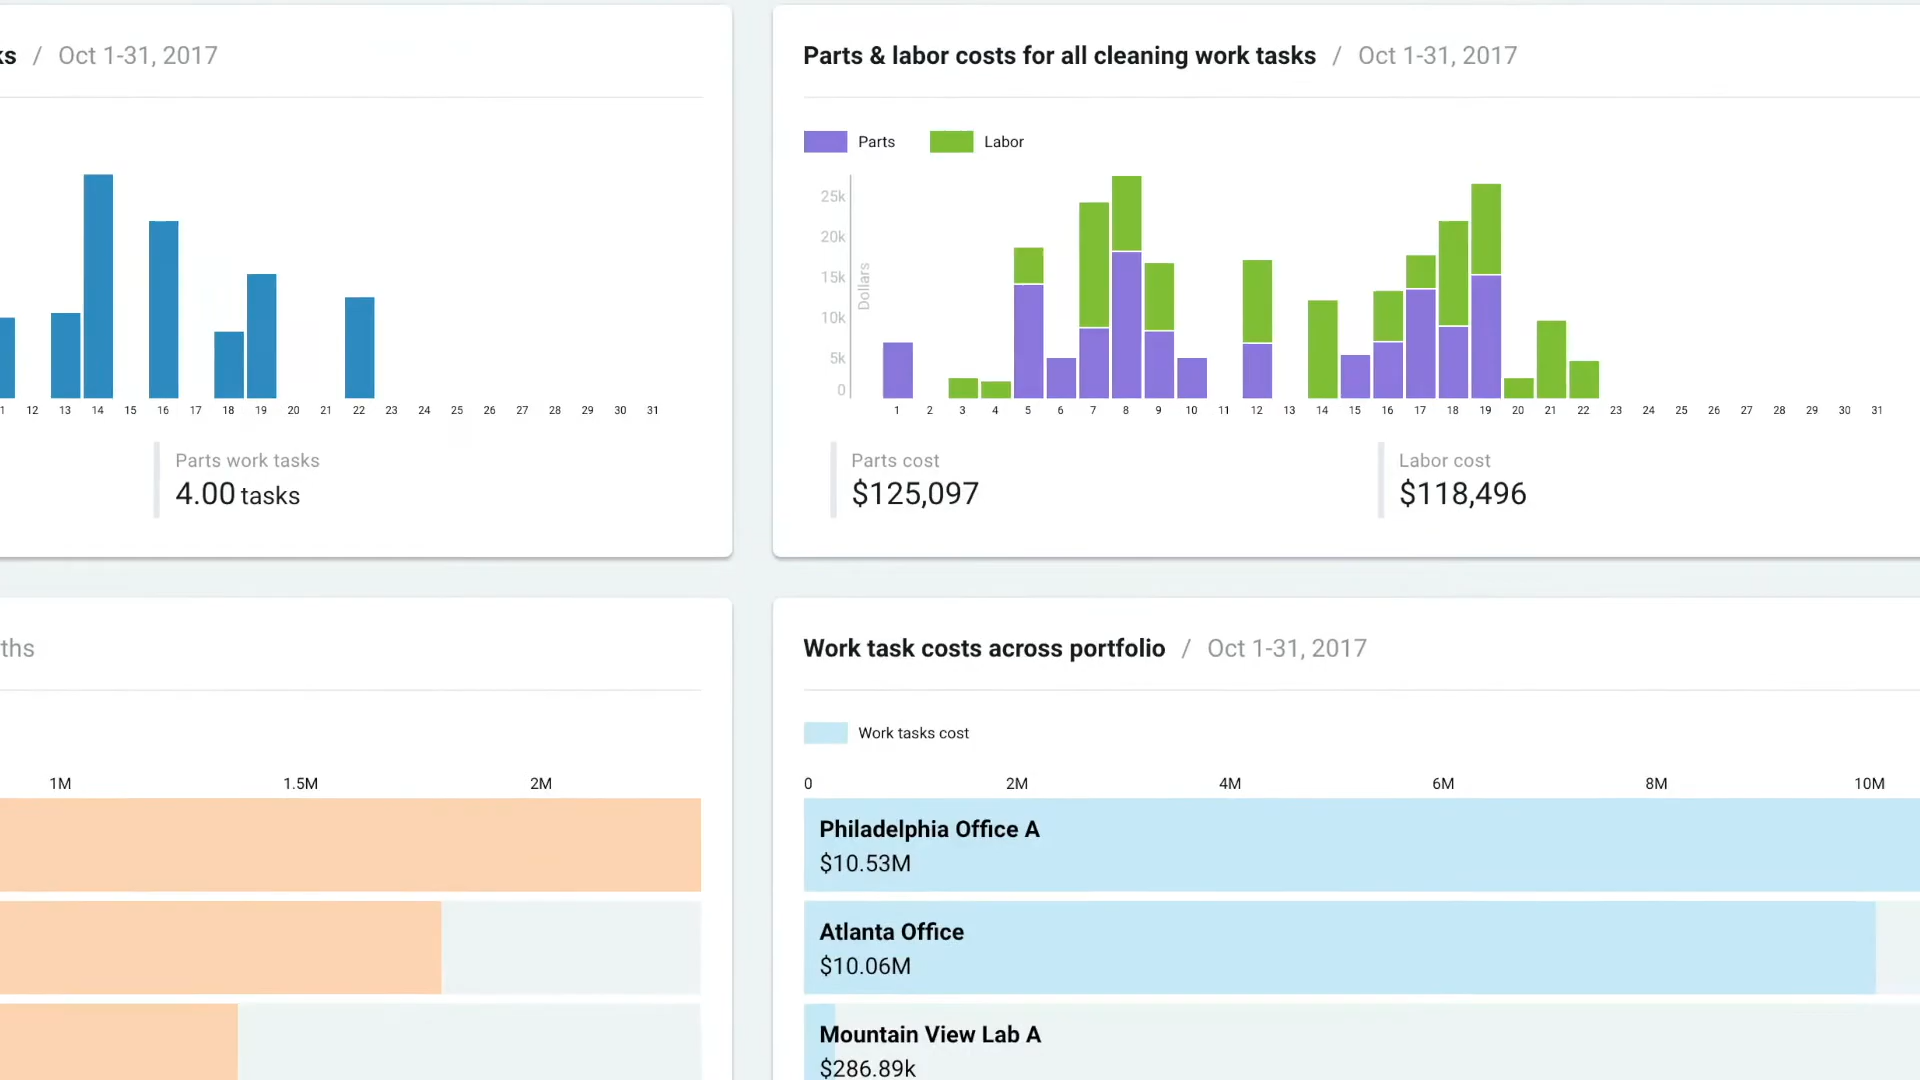 ks / Oct 1-31, 2017
1 12 13 14 15 16 17 18 19 20 21 22 23 24 25 26 27 28 29 30 31
Parts work tasks
4.00 tasks
Parts & labor costs for all cleaning work tasks / Oct 1-31, 2017
Parts Labor
25k
20k
15k
10k
5k
0
Dollars
1 2 3 4 5 6 7 8 9 10 11 12 13 14 15 16 17 18 19 20 21 22 23 24 25 26 27 28 29 30 31
Parts cost
$125,097
Labor cost
$118,496
ths
1M 1.5M 2M
Work task costs across portfolio / Oct 1-31, 2017
Work tasks cost
0 2M 4M 6M 8M 10M
Philadelphia Office A
$10.53M
Atlanta Office
$10.06M
Mountain View Lab A
$286.89k